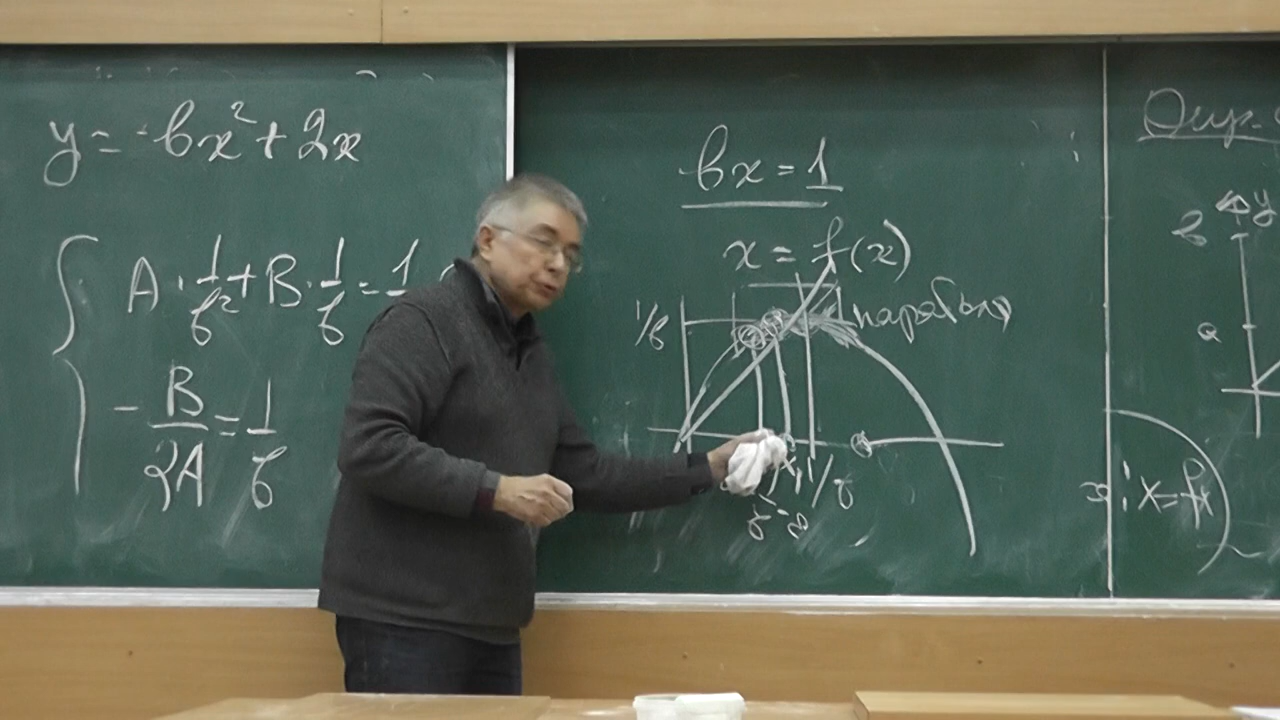 y = -bx² + 2x
A · 1/b² + B · 1/b = 1
- B/2A = 1/b
bx = 1
x = f(x)
парабола
1/b
1/b
y
b
a